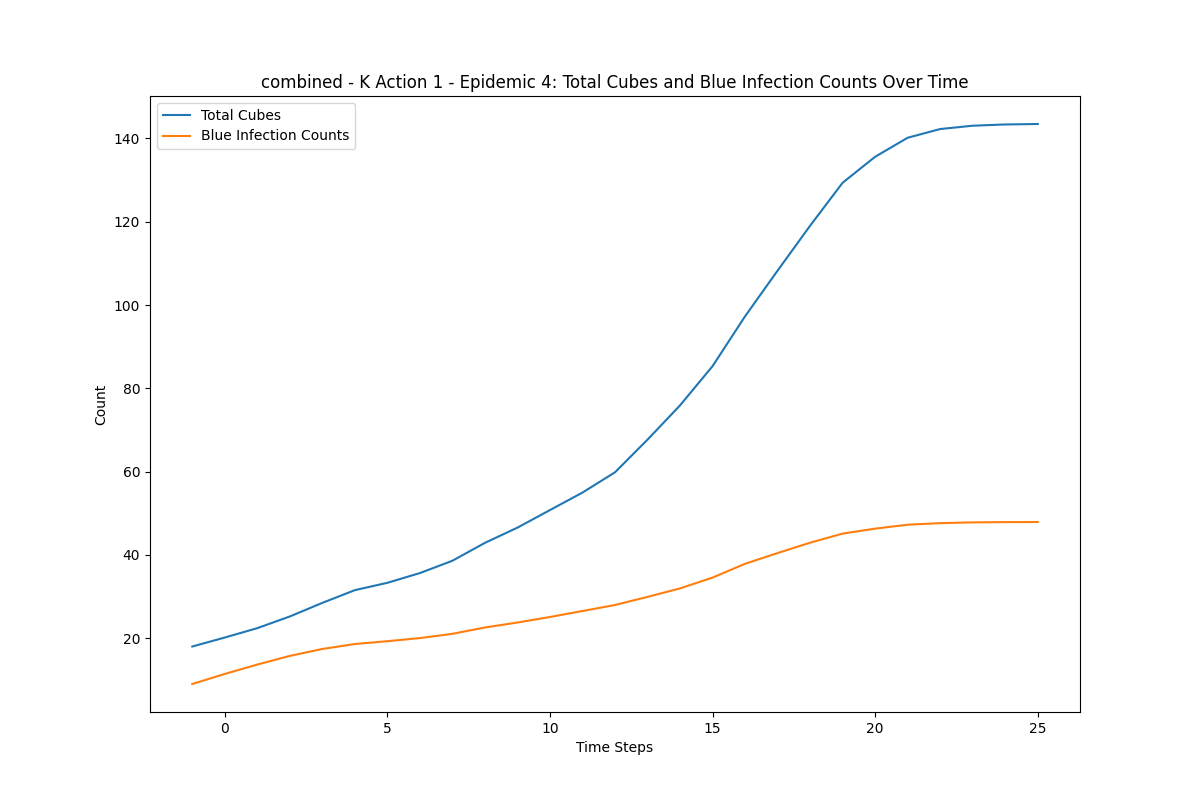 combined - K Action 1 - Epidemic 4: Total Cubes and Blue Infection Counts Over Time
Total Cubes
Blue Infection Counts
140
120
100
80
60
40
20
Count
0 5 10 15 20 25
Time Steps